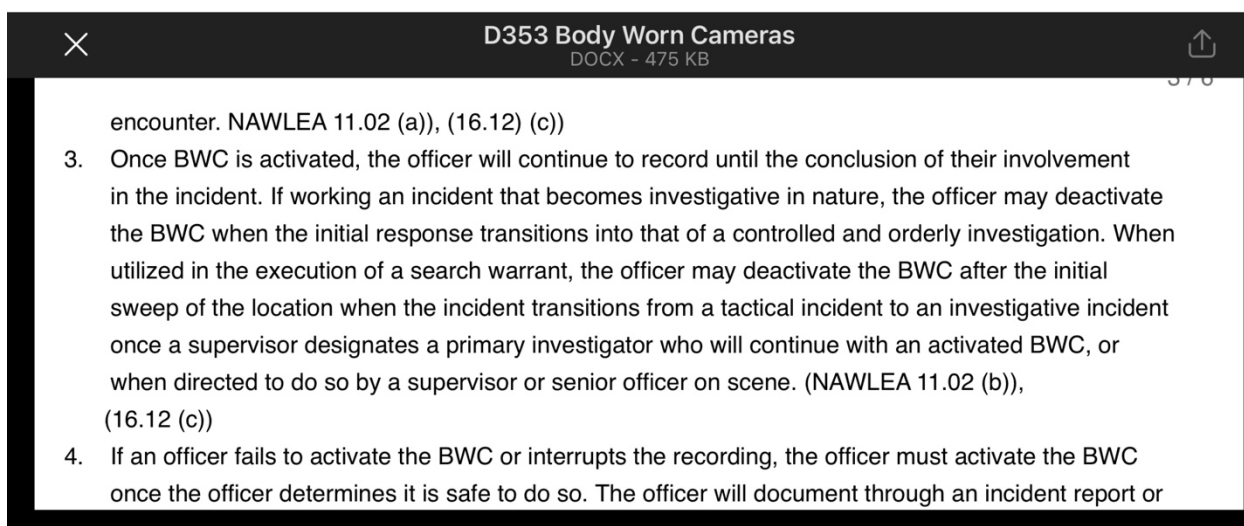 D353 Body Worn Cameras
DOCX - 475 KB
encounter. NAWLEA 11.02 (a)), (16.12) (c))
3. Once BWC is activated, the officer will continue to record until the conclusion of their involvement
in the incident. If working an incident that becomes investigative in nature, the officer may deactivate
the BWC when the initial response transitions into that of a controlled and orderly investigation. When
utilized in the execution of a search warrant, the officer may deactivate the BWC after the initial
sweep of the location when the incident transitions from a tactical incident to an investigative incident
once a supervisor designates a primary investigator who will continue with an activated BWC, or
when directed to do so by a supervisor or senior officer on scene. (NAWLEA 11.02 (b)),
(16.12 (c))
4. If an officer fails to activate the BWC or interrupts the recording, the officer must activate the BWC
once the officer determines it is safe to do so. The officer will document through an incident report or